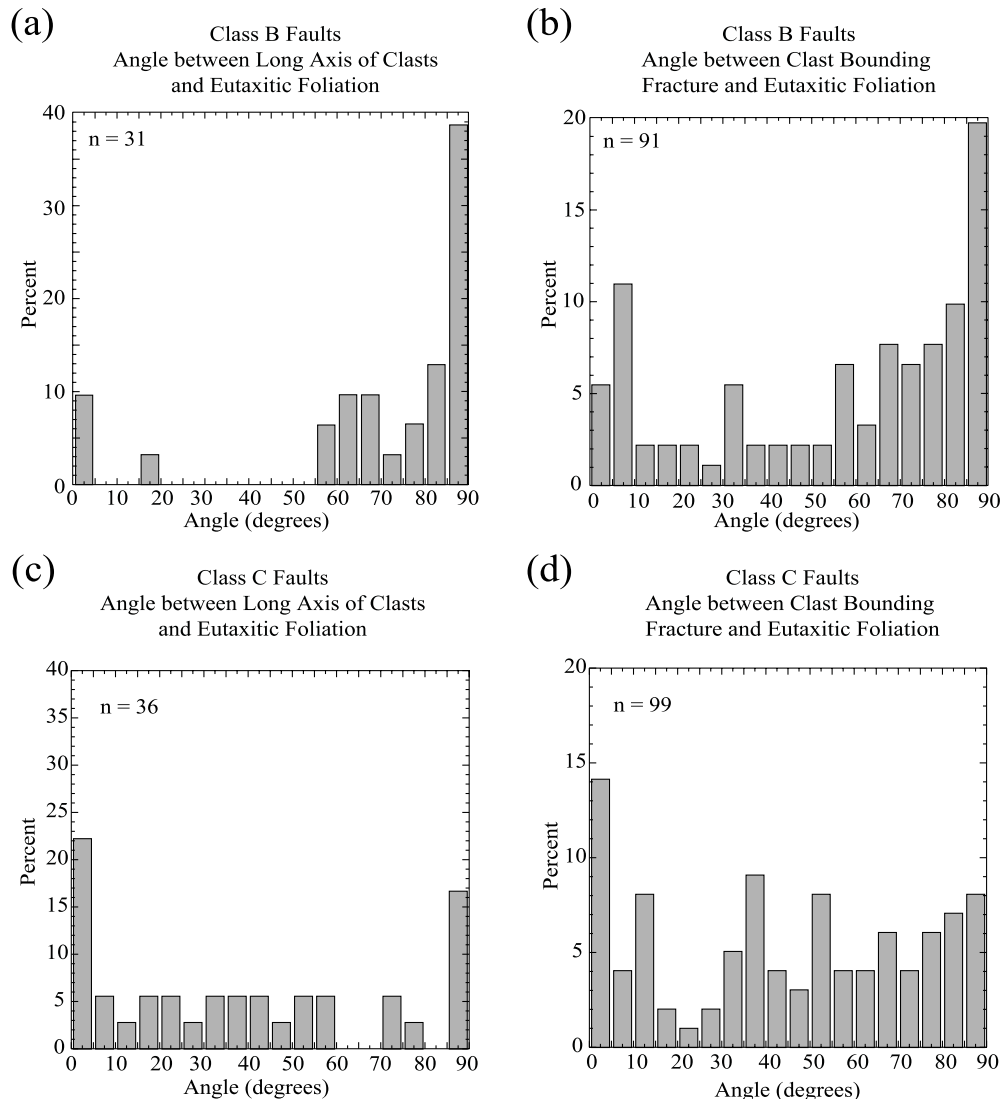 (a)
Class B Faults
Angle between Long Axis of Clasts
and Eutaxitic Foliation
40
30
20
10
0
Percent
n = 31
0 10 20 30 40 50 60 70 80 90
Angle (degrees)
(b)
Class B Faults
Angle between Clast Bounding
Fracture and Eutaxitic Foliation
20
15
10
5
0
Percent
n = 91
0 10 20 30 40 50 60 70 80 90
Angle (degrees)
(c)
Class C Faults
Angle between Long Axis of Clasts
and Eutaxitic Foliation
40
35
30
25
20
15
10
5
0
Percent
n = 36
0 10 20 30 40 50 60 70 80 90
Angle (degrees)
(d)
Class C Faults
Angle between Clast Bounding
Fracture and Eutaxitic Foliation
20
15
10
5
0
Percent
n = 99
0 10 20 30 40 50 60 70 80 90
Angle (degrees)